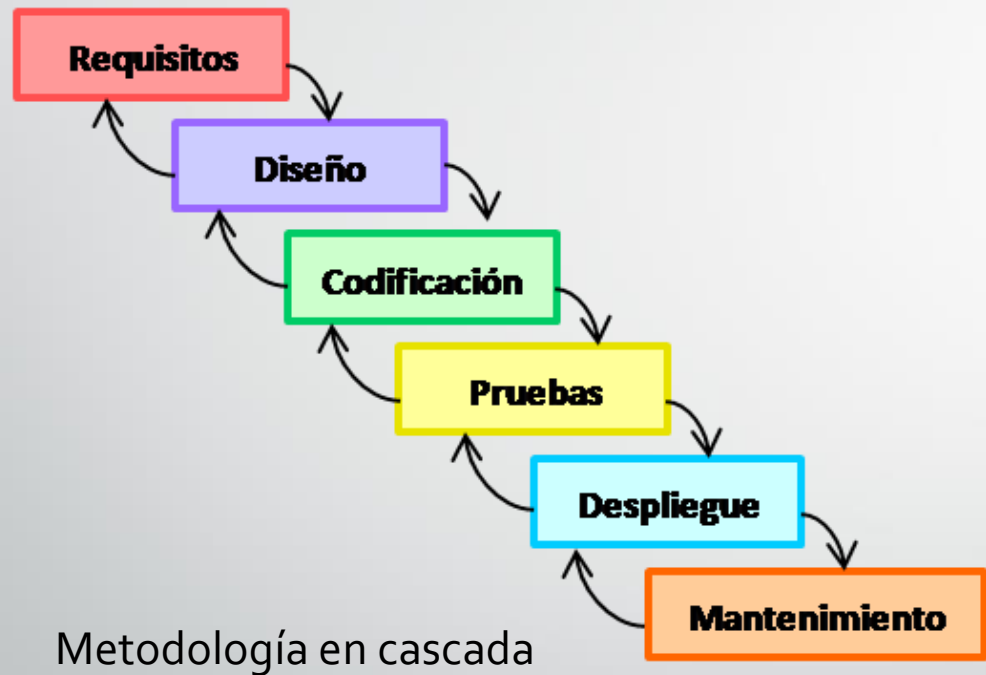 Requisitos
Diseño
Codificación
Pruebas
Despliegue
Mantenimiento
Metodología en cascada